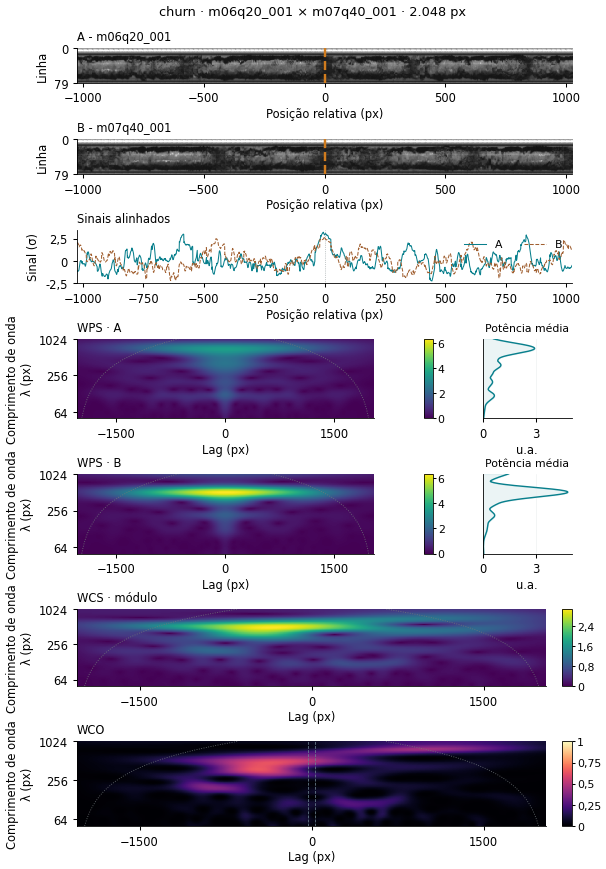 churn · m06q20_001 × m07q40_001 · 2.048 px
A - m06q20_001
Linha
0
79
−1000 −500 0 500 1000
Posição relativa (px)
B - m07q40_001
Linha
0
79
−1000 −500 0 500 1000
Posição relativa (px)
Sinais alinhados
Sinal (σ)
2,5
0
-2,5
A B
−1000 −750 −500 −250 0 250 500 750 1000
Posição relativa (px)
WPS · A
Comprimento de onda
λ (px)
1024
256
64
−1500 0 1500
Lag (px)
6
4
2
0
Potência média
0 3
u.a.
WPS · B
Comprimento de onda
λ (px)
1024
256
64
−1500 0 1500
Lag (px)
6
4
2
0
Potência média
0 3
u.a.
WCS · módulo
Comprimento de onda
λ (px)
1024
256
64
−1500 0 1500
Lag (px)
2,4
1,6
0,8
0
WCO
Comprimento de onda
λ (px)
1024
256
64
−1500 0 1500
Lag (px)
1
0,75
0,5
0,25
0